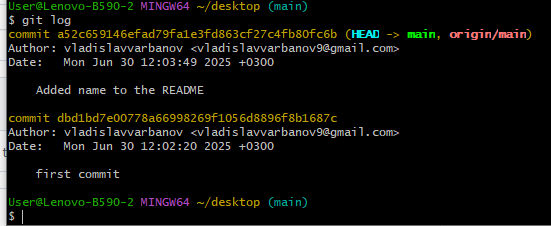 User@Lenovo-B590-2 MINGW64 ~/desktop (main)
$ git log
commit a52c659146efad79fa1e3fd863cf27c4fb80fc6b (HEAD -> main, origin/main)
Author: vladislavvarbanov <vladislavvarbanov9@gmail.com>
Date:   Mon Jun 30 12:03:49 2025 +0300

    Added name to the README

commit dbd1bd7e00778a66998269f1056d8896f8b1687c
Author: vladislavvarbanov <vladislavvarbanov9@gmail.com>
Date:   Mon Jun 30 12:02:20 2025 +0300

    first commit

User@Lenovo-B590-2 MINGW64 ~/desktop (main)
$